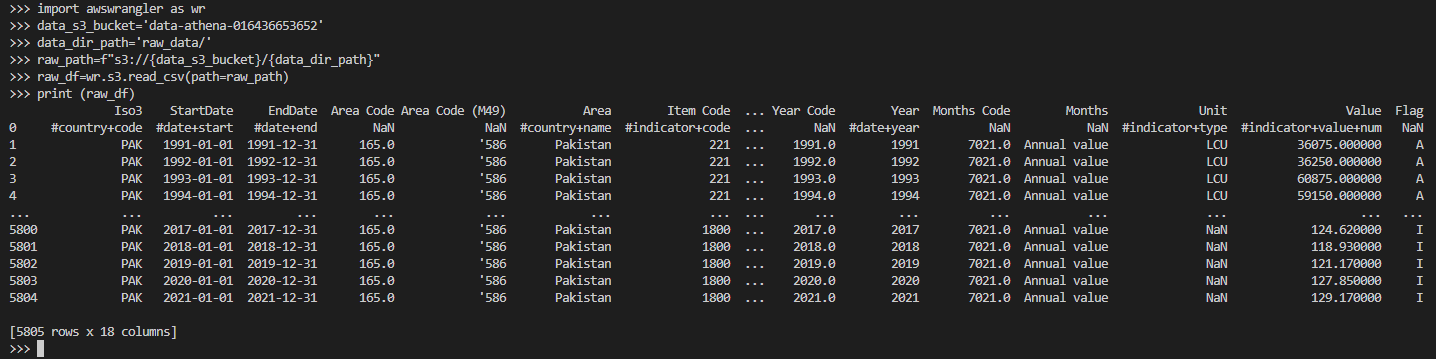 >>> import awswrangler as wr
>>> data_s3_bucket='data-athena-016436653652'
>>> data_dir_path='raw_data/'
>>> raw_path=f"s3://{data_s3_bucket}/{data_dir_path}"
>>> raw_df=wr.s3.read_csv(path=raw_path)
>>> print (raw_df)
Iso3 StartDate EndDate Area Code Area Code (M49) Area Item Code ... Year Code Year Months Code Months Unit Value Flag
0 #country+code #date+start #date+end NaN NaN #country+name #indicator+code ... NaN #date+year NaN NaN #indicator+type #indicator+value+num NaN
1 PAK 1991-01-01 1991-12-31 165.0 '586 Pakistan 221 ... 1991.0 1991 7021.0 Annual value LCU 36075.000000 A
2 PAK 1992-01-01 1992-12-31 165.0 '586 Pakistan 221 ... 1992.0 1992 7021.0 Annual value LCU 36250.000000 A
3 PAK 1993-01-01 1993-12-31 165.0 '586 Pakistan 221 ... 1993.0 1993 7021.0 Annual value LCU 60875.000000 A
4 PAK 1994-01-01 1994-12-31 165.0 '586 Pakistan 221 ... 1994.0 1994 7021.0 Annual value LCU 59150.000000 A
... ... ... ... ... ... ... ... ... ... ... ... ... ... ... ...
5800 PAK 2017-01-01 2017-12-31 165.0 '586 Pakistan 1800 ... 2017.0 2017 7021.0 Annual value NaN 124.620000 I
5801 PAK 2018-01-01 2018-12-31 165.0 '586 Pakistan 1800 ... 2018.0 2018 7021.0 Annual value NaN 118.930000 I
5802 PAK 2019-01-01 2019-12-31 165.0 '586 Pakistan 1800 ... 2019.0 2019 7021.0 Annual value NaN 121.170000 I
5803 PAK 2020-01-01 2020-12-31 165.0 '586 Pakistan 1800 ... 2020.0 2020 7021.0 Annual value NaN 127.850000 I
5804 PAK 2021-01-01 2021-12-31 165.0 '586 Pakistan 1800 ... 2021.0 2021 7021.0 Annual value NaN 129.170000 I
[5805 rows x 18 columns]
>>>